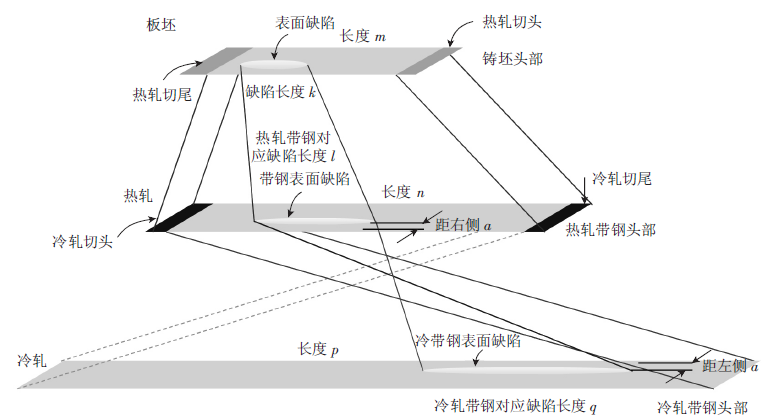 板坯
表面缺陷
长度 m
热轧切头
铸坯头部
热轧切尾
缺陷长度 k
热轧带钢对
应缺陷长度 l
带钢表面缺陷
热轧
长度 n
冷轧切尾
冷轧切头
距右侧 a
热轧带钢头部
冷轧
长度 p
冷带钢表面缺陷
距左侧 a
冷轧带钢对应缺陷长度 q
冷轧带钢头部